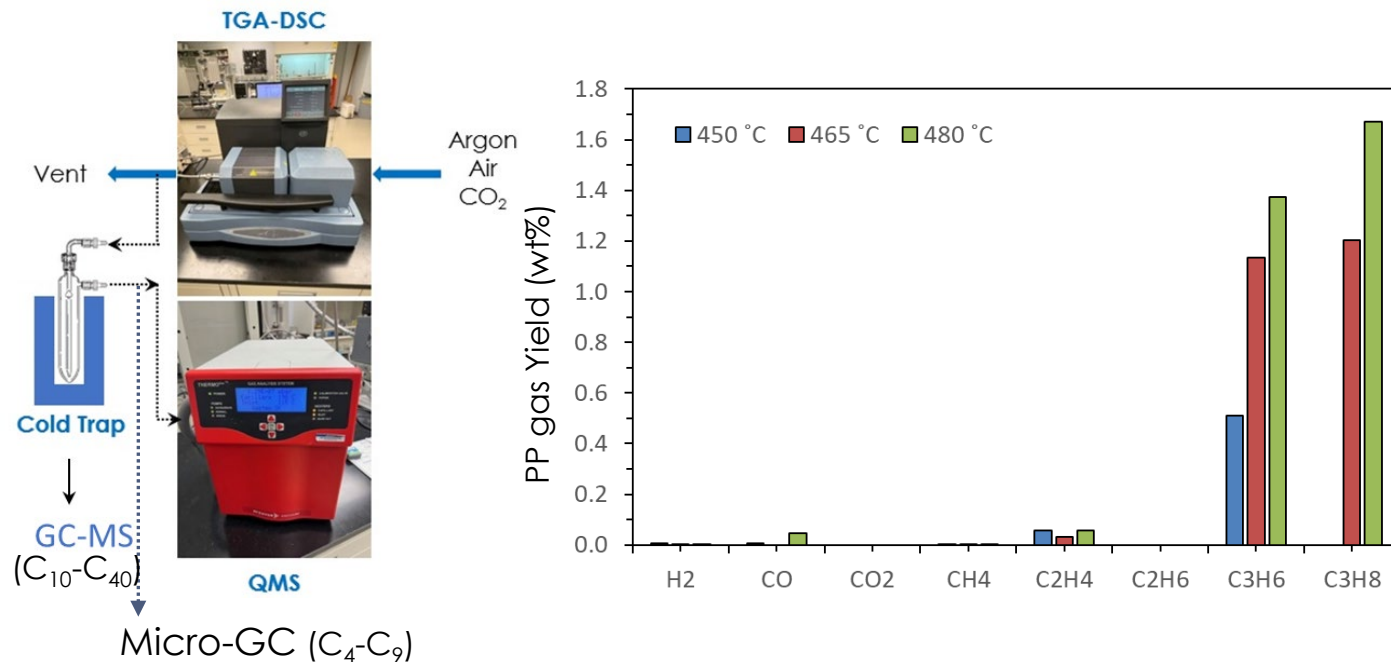 TGA-DSC
Vent
Argon
Air
CO₂
Cold Trap
GC-MS
(C₁₀-C₄₀)
QMS
Micro-GC (C₄-C₉)
PP gas Yield (wt%)
1.8
1.6
1.4
1.2
1.0
0.8
0.6
0.4
0.2
0.0
450 ˚C 465 ˚C 480 ˚C
H2 CO CO2 CH4 C2H4 C2H6 C3H6 C3H8